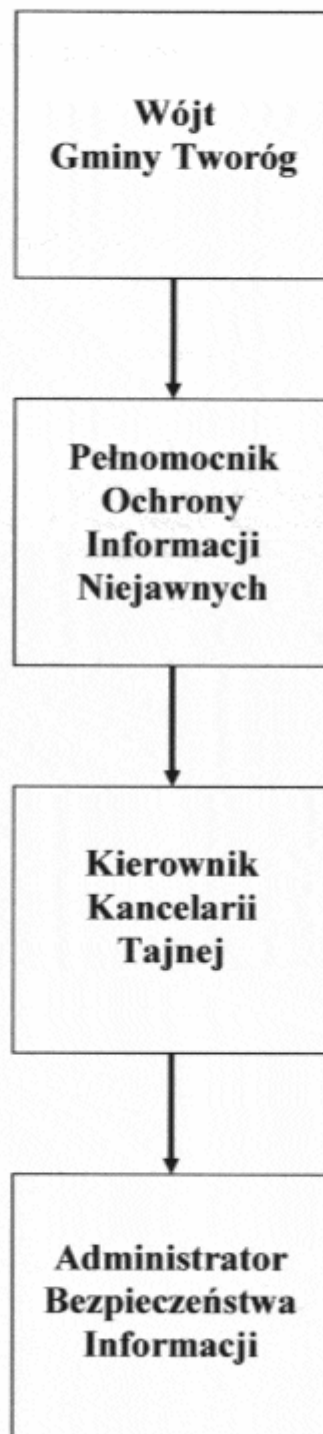 Wójt
Gminy Tworóg
Pełnomocnik
Ochrony
Informacji
Niejawnych
Kierownik
Kancelarii
Tajnej
Administrator
Bezpieczeństwa
Informacji